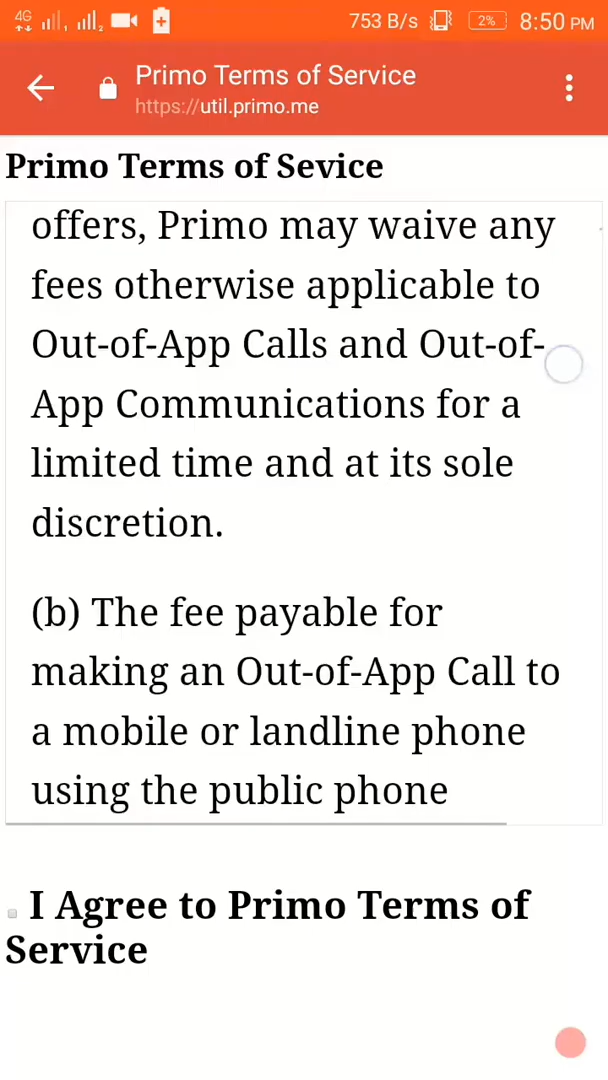 4G 753 B/s 2% 8:50 PM
Primo Terms of Service
https://util.primo.me
Primo Terms of Sevice
offers, Primo may waive any
fees otherwise applicable to
Out-of-App Calls and Out-of-
App Communications for a
limited time and at its sole
discretion.
(b) The fee payable for
making an Out-of-App Call to
a mobile or landline phone
using the public phone
I Agree to Primo Terms of
Service